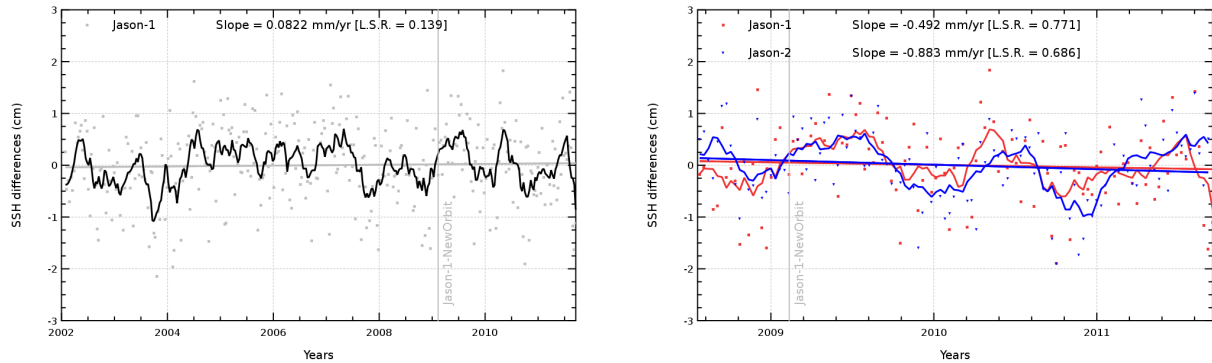 Jason-1 Slope = 0.0822 mm/yr [L.S.R. = 0.139]
3
2
1
0
-1
-2
-3
SSH differences (cm)
Jason-1-NewOrbit
2002 2004 2006 2008 2010
Years
Jason-1 Slope = -0.492 mm/yr [L.S.R. = 0.771]
Jason-2 Slope = -0.883 mm/yr [L.S.R. = 0.686]
3
2
1
0
-1
-2
-3
SSH differences (cm)
Jason-1-NewOrbit
2009 2010 2011
Years